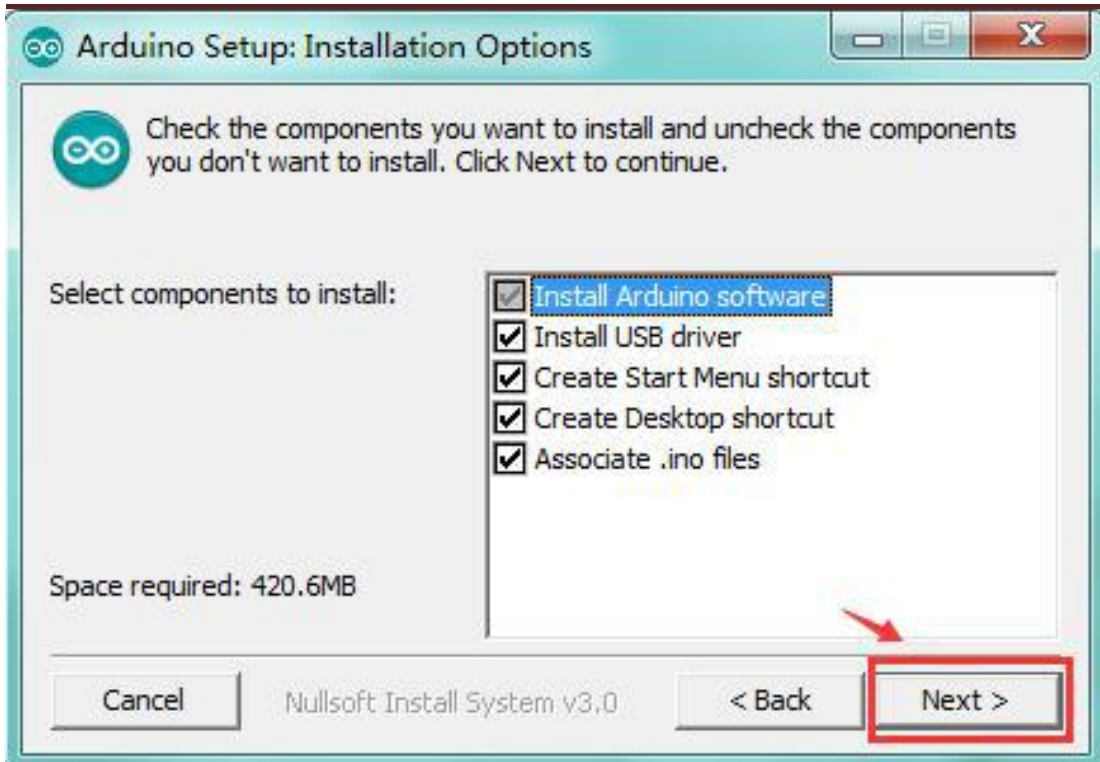 Arduino Setup: Installation Options
Check the components you want to install and uncheck the components
you don't want to install. Click Next to continue.
Select components to install:
Install Arduino software
Install USB driver
Create Start Menu shortcut
Create Desktop shortcut
Associate .ino files
Space required: 420.6MB
Cancel
Nullsoft Install System v3.0
< Back
Next >